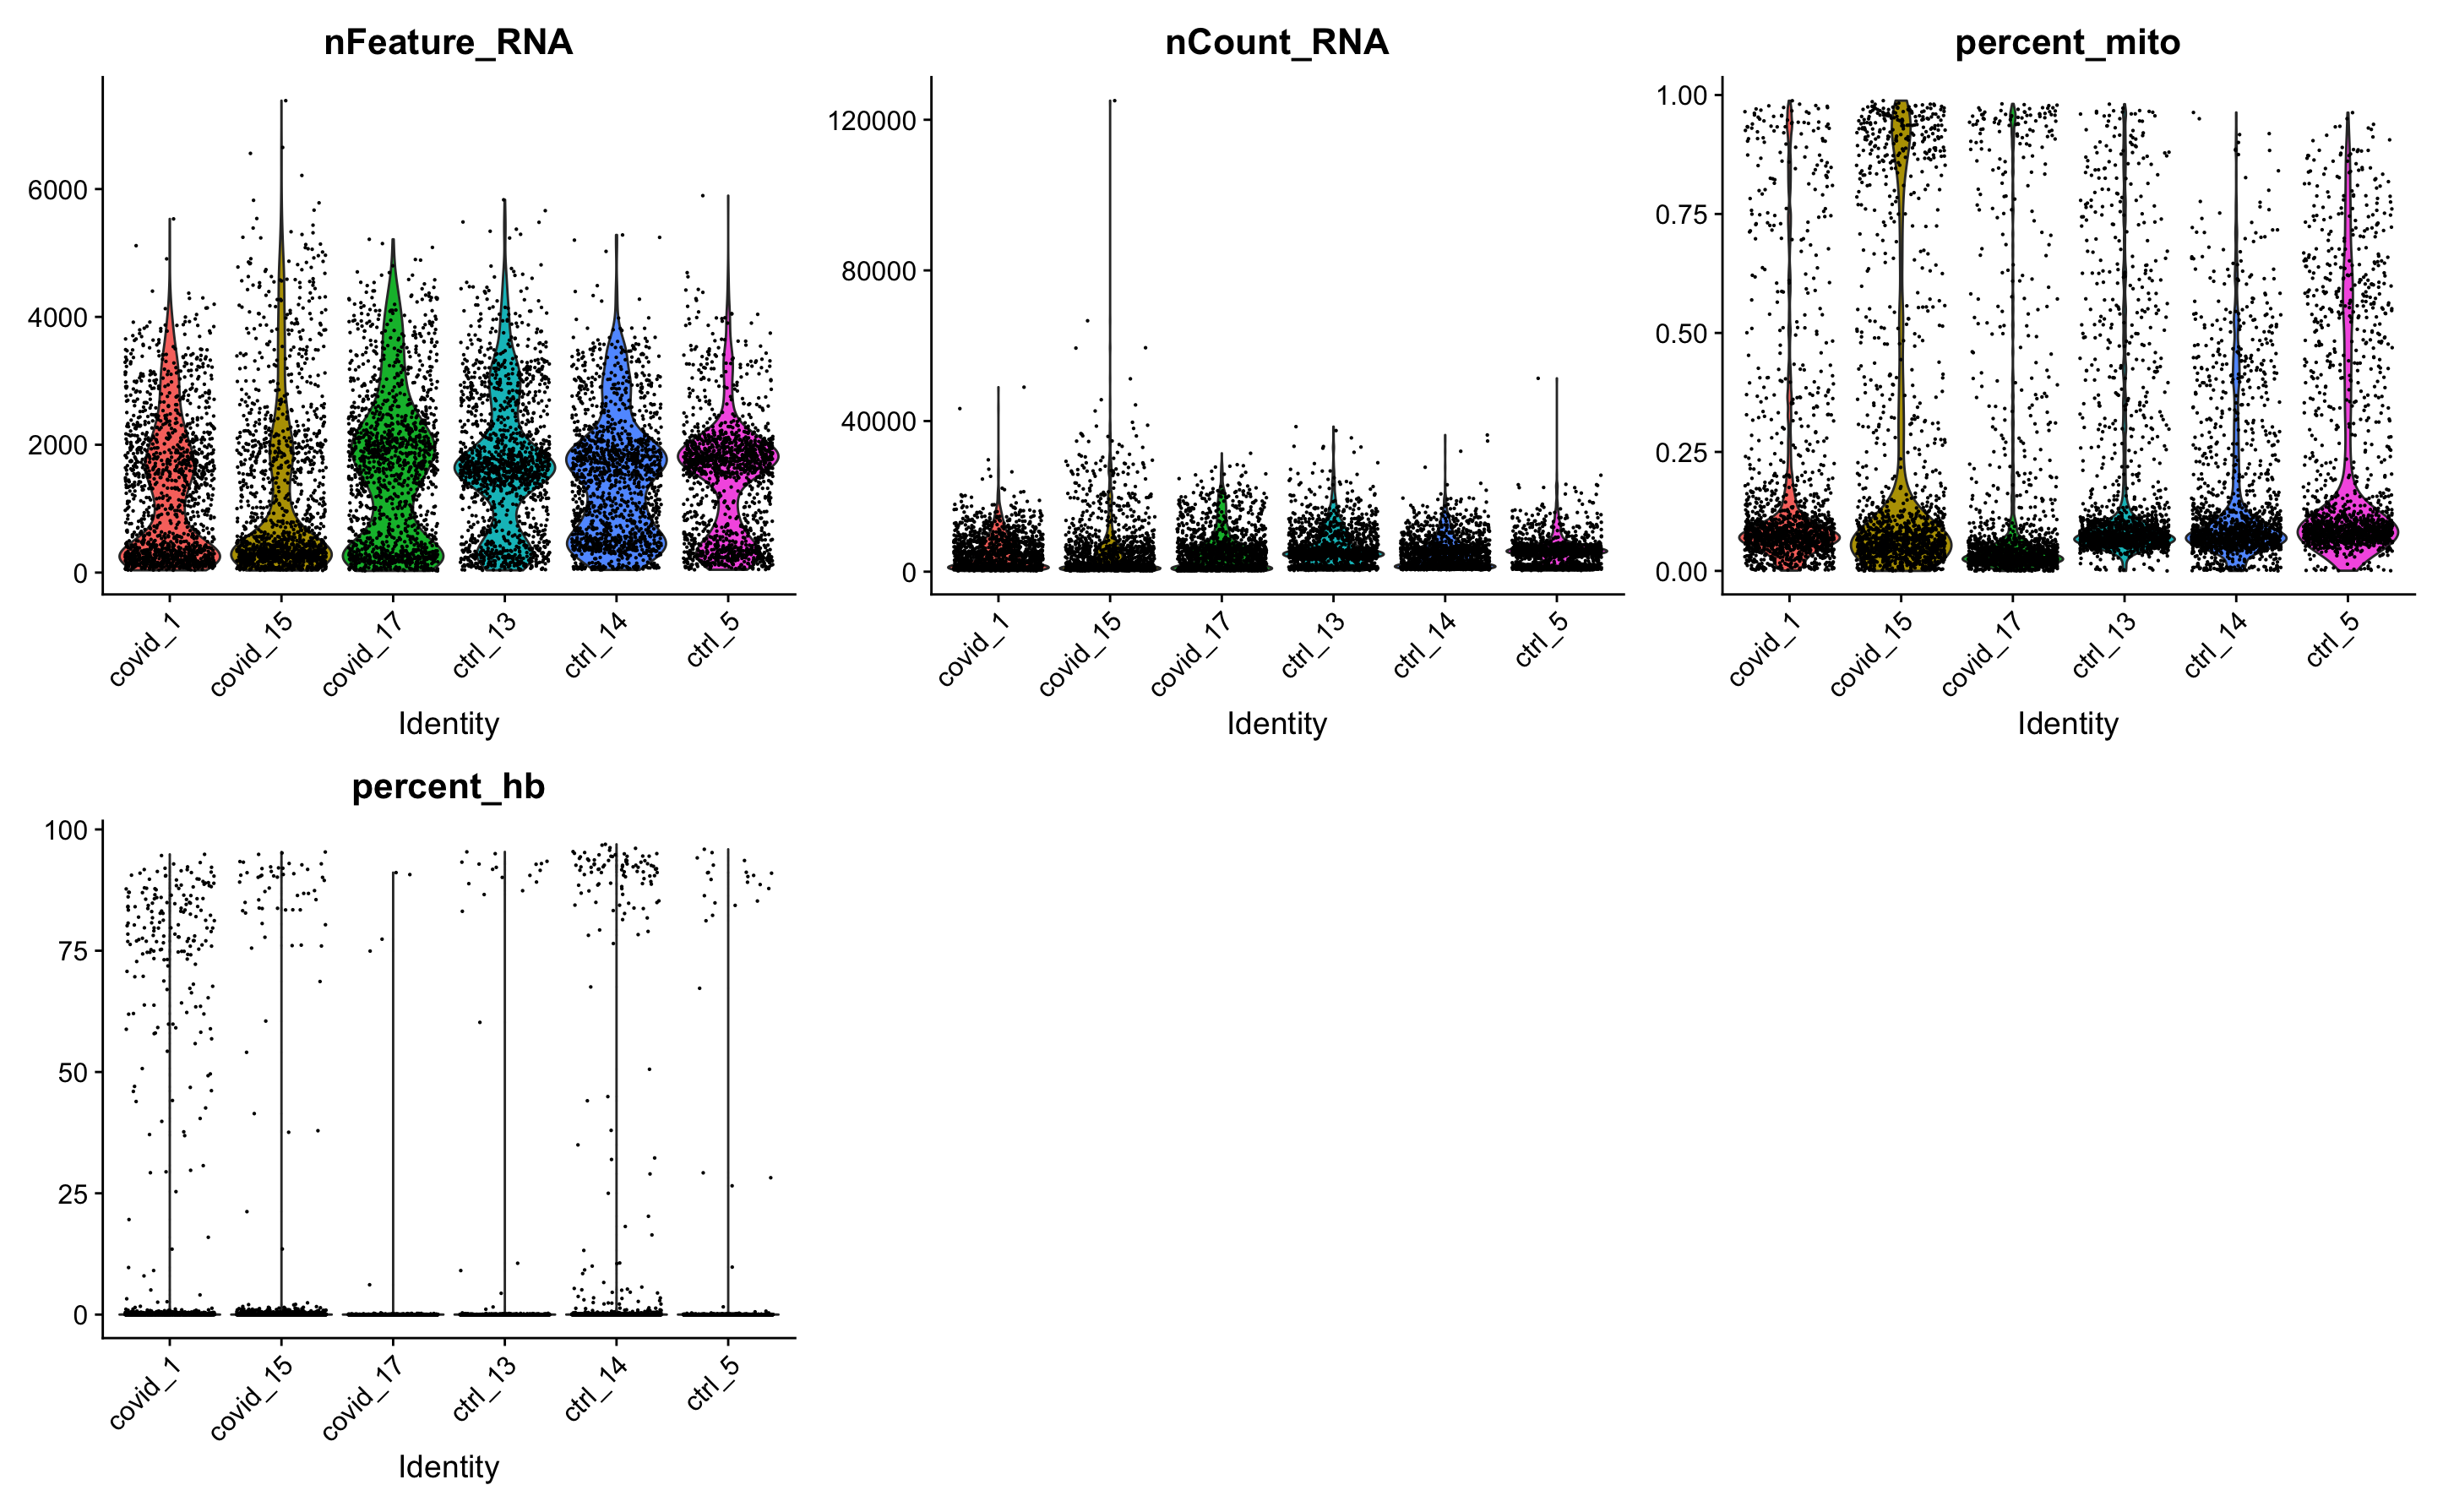 nFeature_RNA
6000
4000
2000
0
covid_1
covid_15
covid_17
ctrl_13
ctrl_14
ctrl_5
Identity
nCount_RNA
120000
80000
40000
0
covid_1
covid_15
covid_17
ctrl_13
ctrl_14
ctrl_5
Identity
percent_mito
1.00
0.75
0.50
0.25
0.00
covid_1
covid_15
covid_17
ctrl_13
ctrl_14
ctrl_5
Identity
percent_hb
100
75
50
25
0
covid_1
covid_15
covid_17
ctrl_13
ctrl_14
ctrl_5
Identity